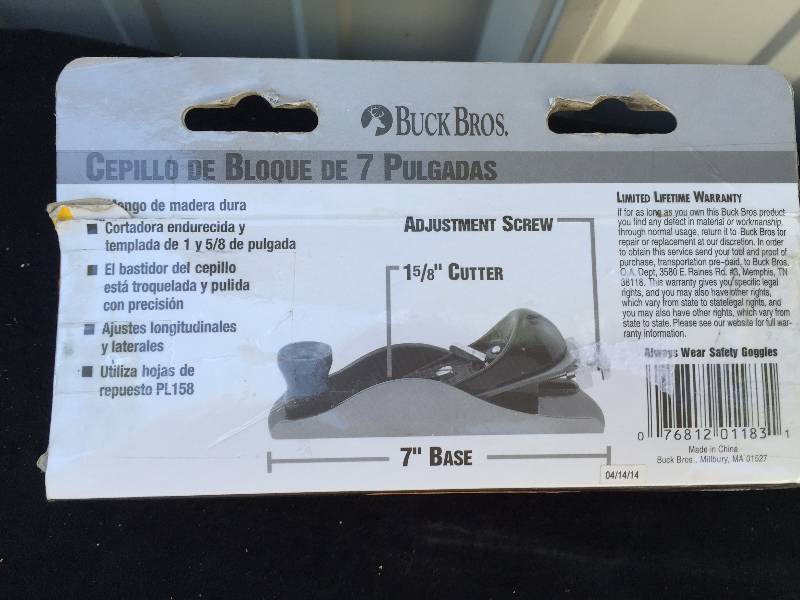 BUCK BROS.
CEPILLO DE BLOQUE DE 7 PULGADAS
ngo de madera dura
Cortadora endurecida y
templada de 1 y 5/8 de pulgada
El bastidor del cepillo
está troquelada y pulida
con precisión
Ajustes longitudinales
y laterales
Utiliza hojas de
repuesto PL158
ADJUSTMENT SCREW
1 5/8" CUTTER
7" BASE
LIMITED LIFETIME WARRANTY
If for as long as you own this Buck Bros product
you find any defect in material or workmanship,
through normal usage, return it to Buck Bros for
repair or replacement at our discretion. In order
to obtain this service send your tool and proof of
purchase, transportation pre-paid, to Buck Bros.
Q.A. Dept, 3580 E. Raines Rd. #3, Memphis, TN
38118. This warranty gives you specific legal
rights, and you may also have other rights,
which vary from state to statelegal rights, and
you may also have other rights, which vary from
state to state. Please see our website for full war-
ranty information.
Always Wear Safety Goggles
0 76812 01183 1
Made in China
Buck Bros., Millbury, MA 01527
04/14/14